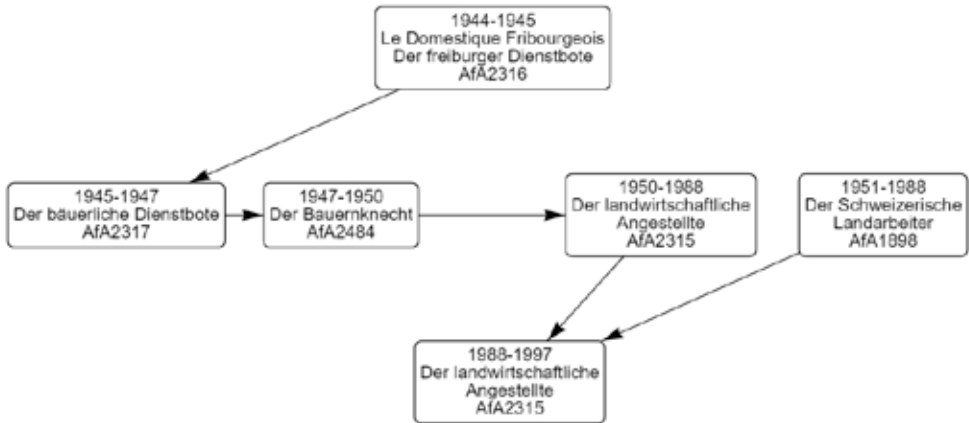 1944-1945
Le Domestique Fribourgeois
Der freiburger Dienstbote
AfA2316
1945-1947
Der bäuerliche Dienstbote
AfA2317
1947-1950
Der Bauernknecht
AfA2484
1950-1988
Der landwirtschaftliche
Angestellte
AfA2315
1951-1988
Der Schweizerische
Landarbeiter
AfA1898
1988-1997
Der landwirtschaftliche
Angestellte
AfA2315